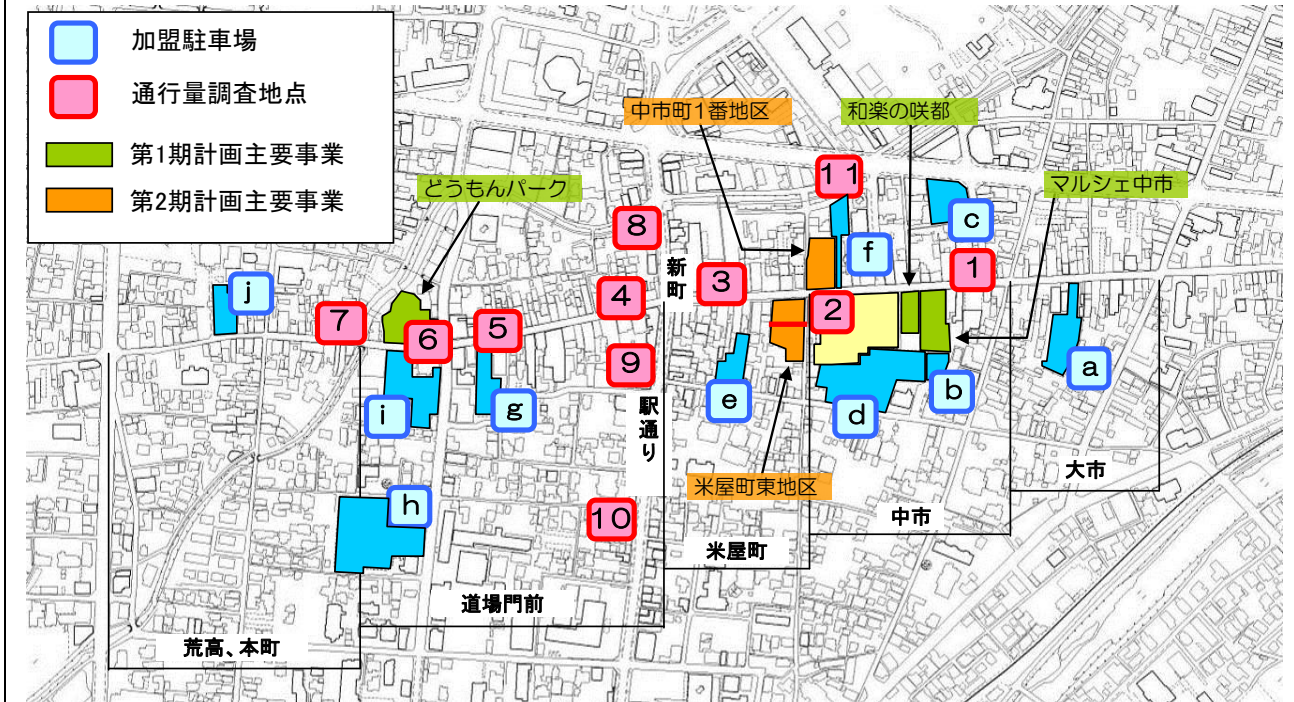 加盟駐車場
通行量調査地点
第1期計画主要事業
第2期計画主要事業
中市町1番地区
和楽の咲都
マルシェ中市
どうもんパーク
11
8
c
f
新町
1
3
4
j
7
6
5
2
9
a
b
e
d
i
g
駅通り
米屋町東地区
大市
中市
h
10
米屋町
道場門前
荒高、本町